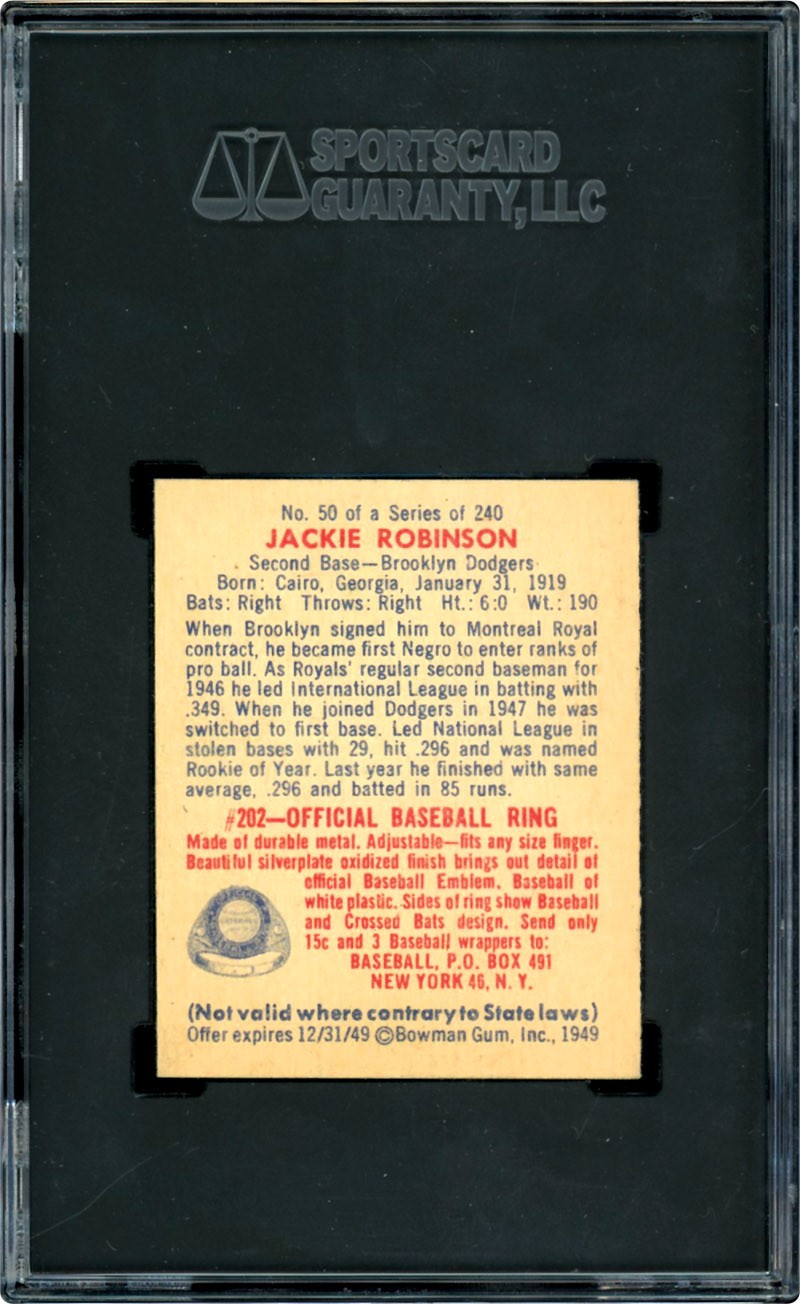 SPORTSCARD
GUARANTY, LLC
No. 50 of a Series of 240
JACKIE ROBINSON
Second Base—Brooklyn Dodgers
Born: Cairo, Georgia, January 31, 1919
Bats: Right Throws: Right Ht.: 6:0 Wt.: 190
When Brooklyn signed him to Montreal Royal
contract, he became first Negro to enter ranks of
pro ball. As Royals' regular second baseman for
1946 he led International League in batting with
.349. When he joined Dodgers in 1947 he was
switched to first base. Led National League in
stolen bases with 29, hit .296 and was named
Rookie of Year. Last year he finished with same
average, .296 and batted in 85 runs.
#202—OFFICIAL BASEBALL RING
Made of durable metal. Adjustable—fits any size finger.
Beautiful silverplate oxidized finish brings out detail of
official Baseball Emblem. Baseball of
white plastic. Sides of ring show Baseball
and Crossed Bats design. Send only
15c and 3 Baseball wrappers to:
BASEBALL, P.O. BOX 491
NEW YORK 46, N. Y.
(Not valid where contrary to State laws)
Offer expires 12/31/49 ©Bowman Gum, Inc., 1949